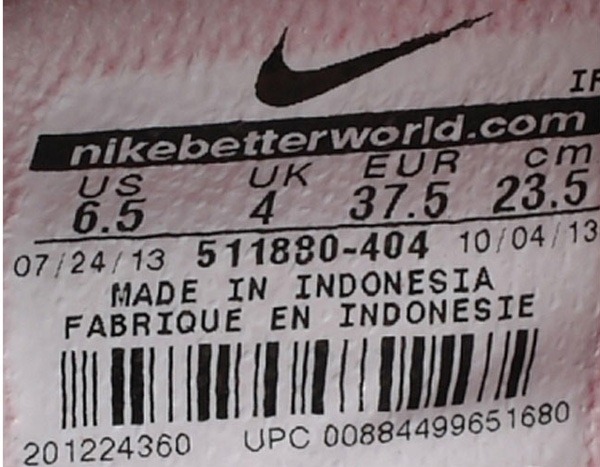 IF
nikebetterworld.com
US UK EUR cm
6.5 4 37.5 23.5
07/24/13 511880-404 10/04/13
MADE IN INDONESIA
FABRIQUE EN INDONESIE
201224360 UPC 00884499651680